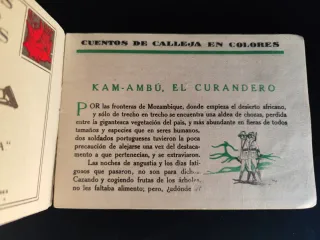 CUENTOS DE CALLEJA EN COLORES
KAM-AMBÚ, EL CURANDERO
POR las fronteras de Mozambique, donde empieza el desierto africano,
y sólo de trecho en trecho se encuentra una aldea de chozas, perdida
entre la gigantesca vegetación del país, y más abundante en fieras de todos
tamaños y especies que en seres humanos,
dos soldados portugueses tuvieron la poca
precaución de alejarse una vez del destaca-
mento a que pertenecían, y se extraviaron.
Las noches de angustia y los días fati-
gosos que pasaron, no son para dich
Cazando y cogiendo frutas de los árboles
no les faltaba alimento; pero, ¿adónde